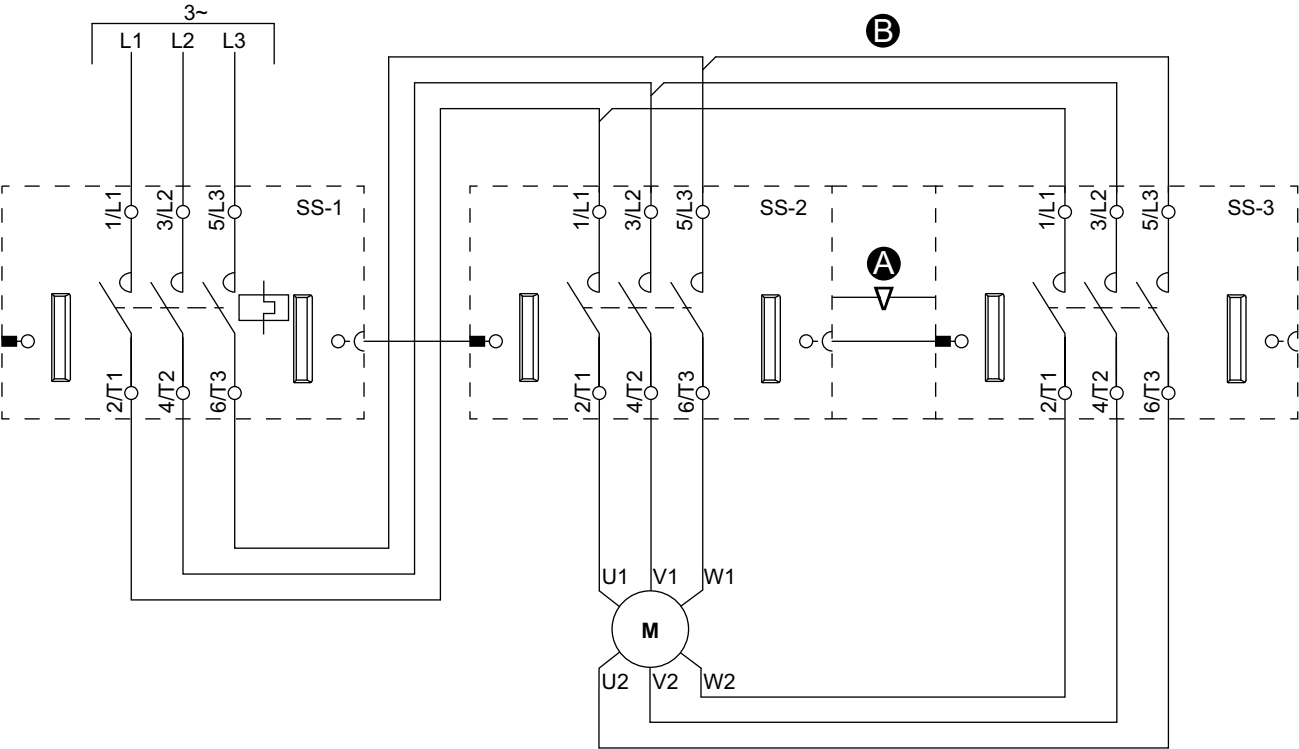 3~
L1 L2 L3
B
1/L1 3/L2 5/L3 SS-1
1/L1 3/L2 5/L3 SS-2
1/L1 3/L2 5/L3 SS-3
A
2/T1 4/T2 6/T3
2/T1 4/T2 6/T3
2/T1 4/T2 6/T3
U1 V1 W1
M
U2 V2 W2